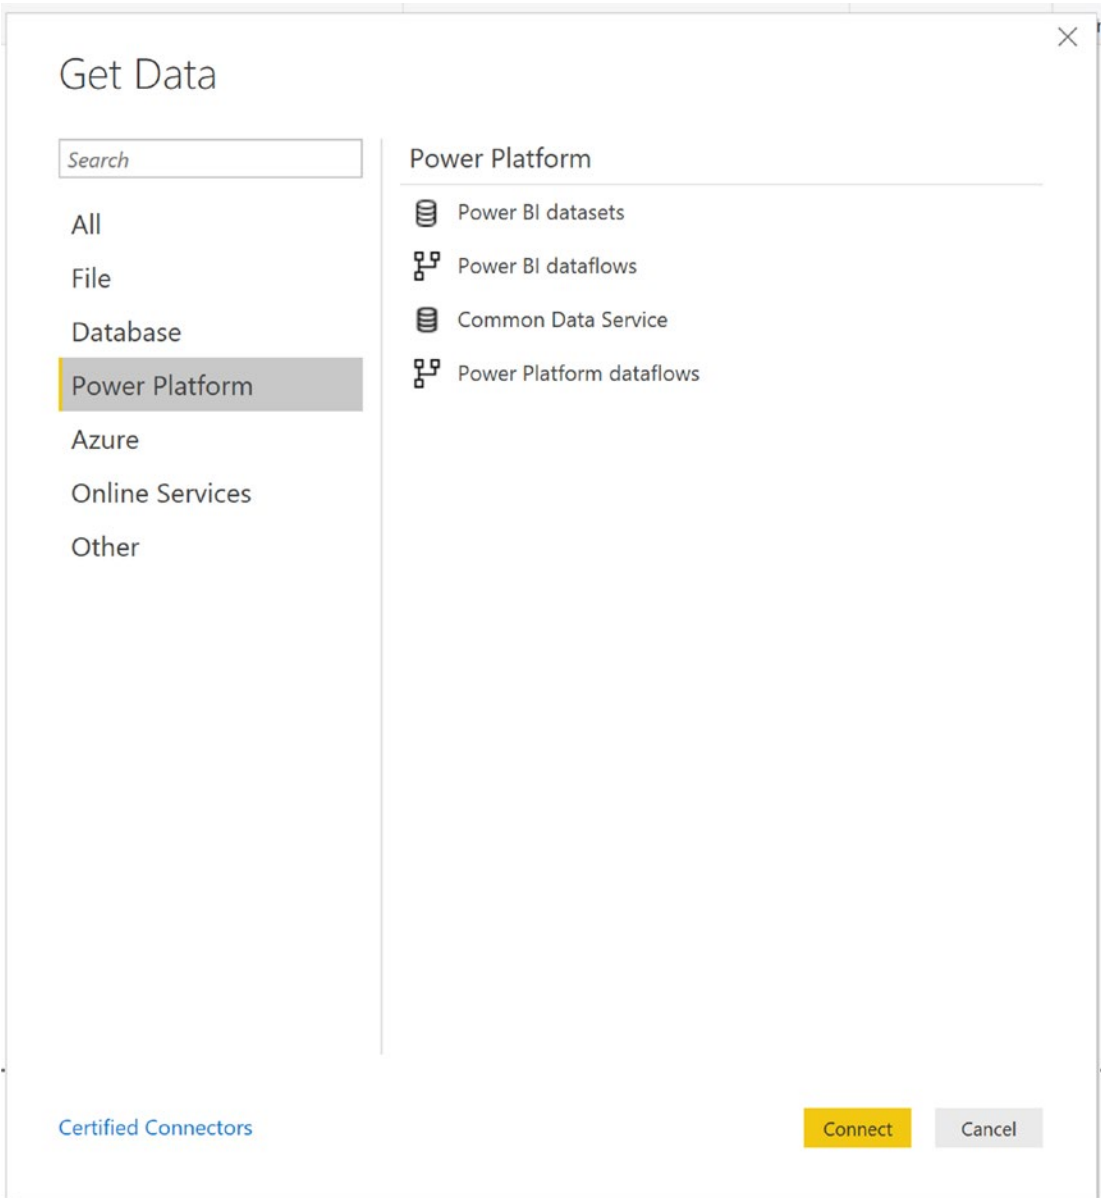 Get Data
Search
All
File
Database
Power Platform
Azure
Online Services
Other
Power Platform
Power BI datasets
Power BI dataflows
Common Data Service
Power Platform dataflows
Certified Connectors
Connect
Cancel